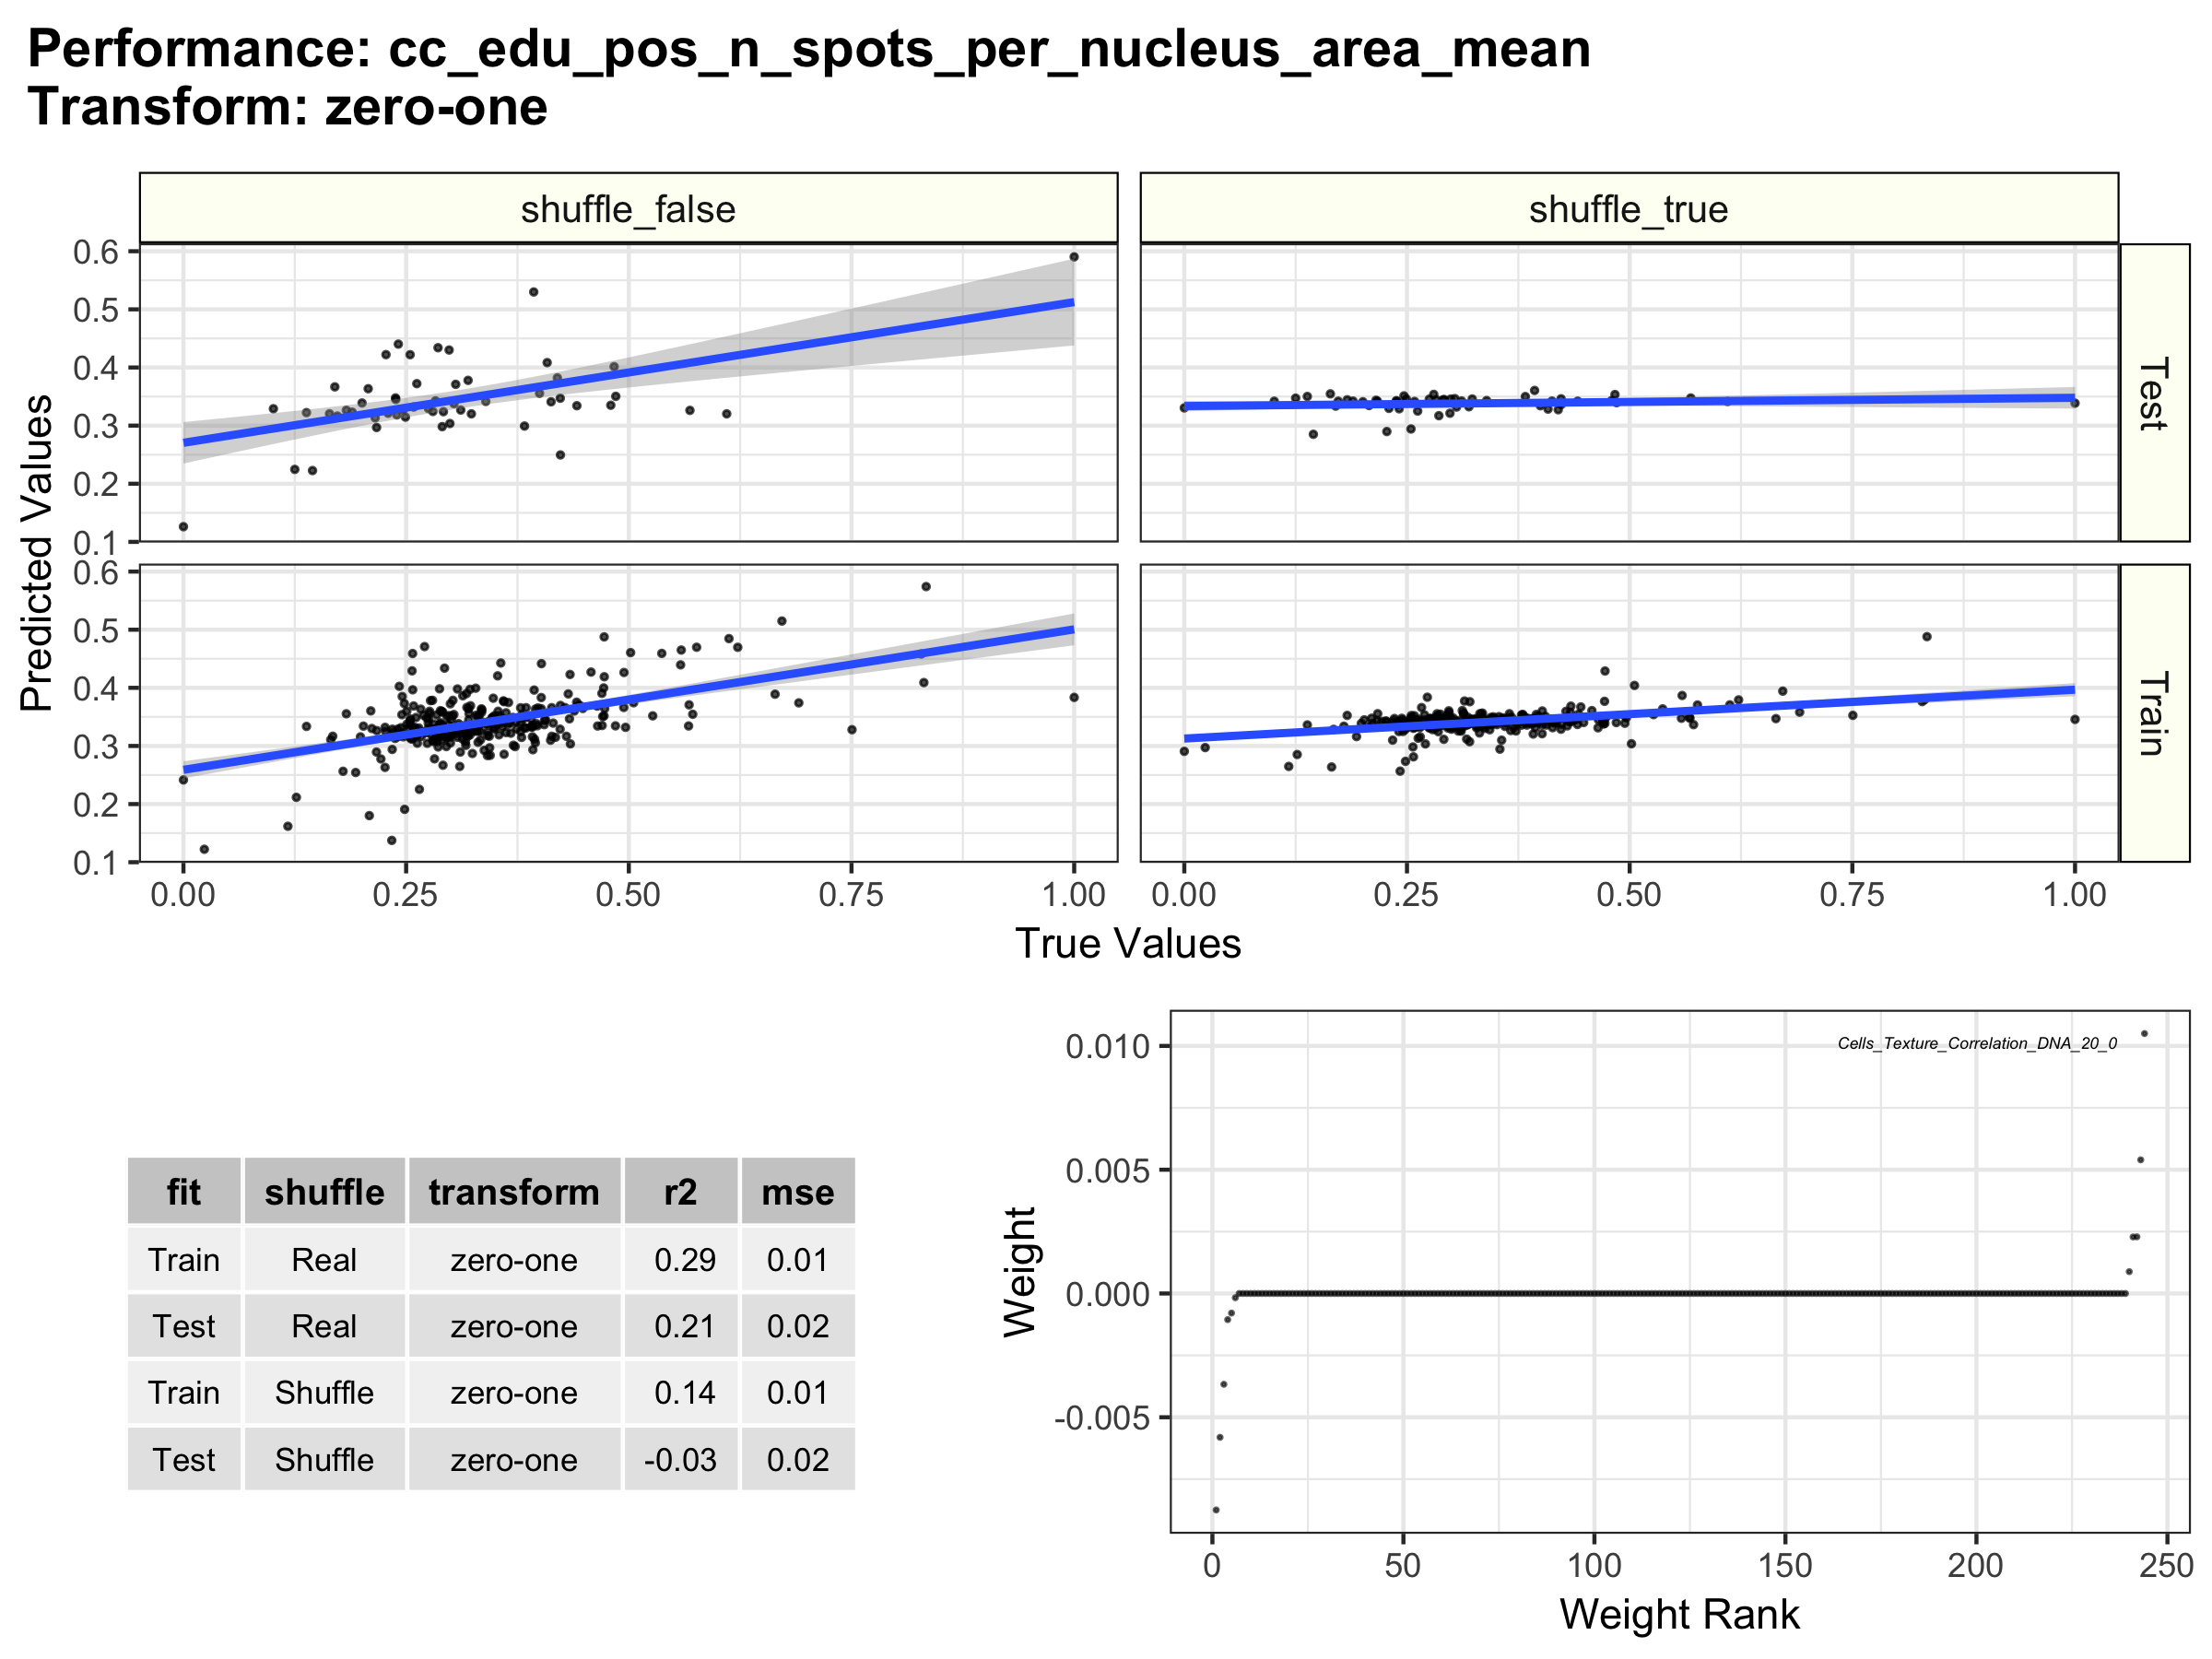 Performance: cc_edu_pos_n_spots_per_nucleus_area_mean
Transform: zero-one
shuffle_false
shuffle_true
0.6
0.5
0.4
0.3
0.2
0.1
Test
0.6
0.5
0.4
0.3
0.2
0.1
Train
Predicted Values
0.00 0.25 0.50 0.75 1.00
0.00 0.25 0.50 0.75 1.00
True Values
fit shuffle transform r2 mse
Train Real zero-one 0.29 0.01
Test Real zero-one 0.21 0.02
Train Shuffle zero-one 0.14 0.01
Test Shuffle zero-one -0.03 0.02
Cells_Texture_Correlation_DNA_20_0
0.010
0.005
0.000
-0.005
Weight
0 50 100 150 200 250
Weight Rank